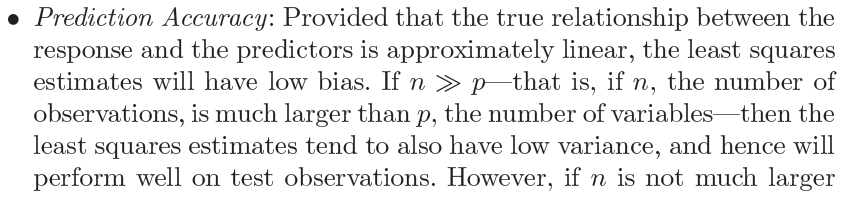 • Prediction Accuracy: Provided that the true relationship between the
response and the predictors is approximately linear, the least squares
estimates will have low bias. If n ≫ p—that is, if n, the number of
observations, is much larger than p, the number of variables—then the
least squares estimates tend to also have low variance, and hence will
perform well on test observations. However, if n is not much larger